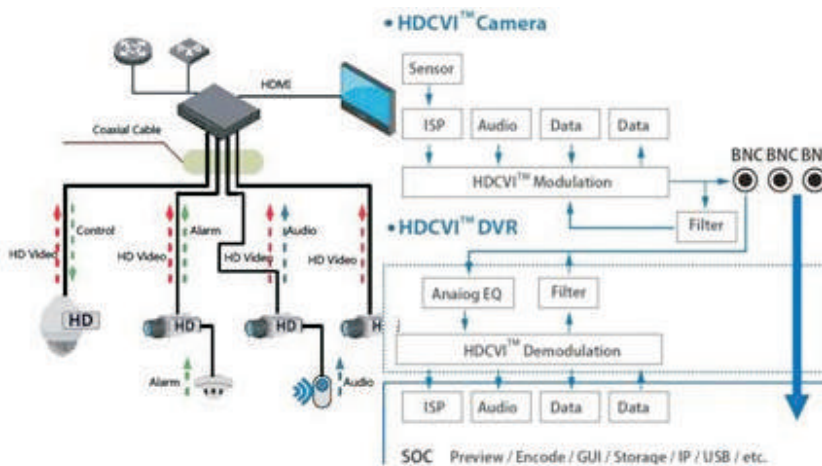 HDMI
Coaxial Cable
HD Video
Control
HD Video
Alarm
HD Video
Audio
HD Video
HD
HD
HD
Alarm
Audio
• HDCVI™ Camera
Sensor
ISP Audio Data Data
BNC BNC BN
HDCVI™ Modulation
Filter
• HDCVI™ DVR
Anaiog EQ Filter
HDCVI™ Demodulation
ISP Audio Data Data
SOC Preview / Encode / GUI / Storage / IP / USB / etc.